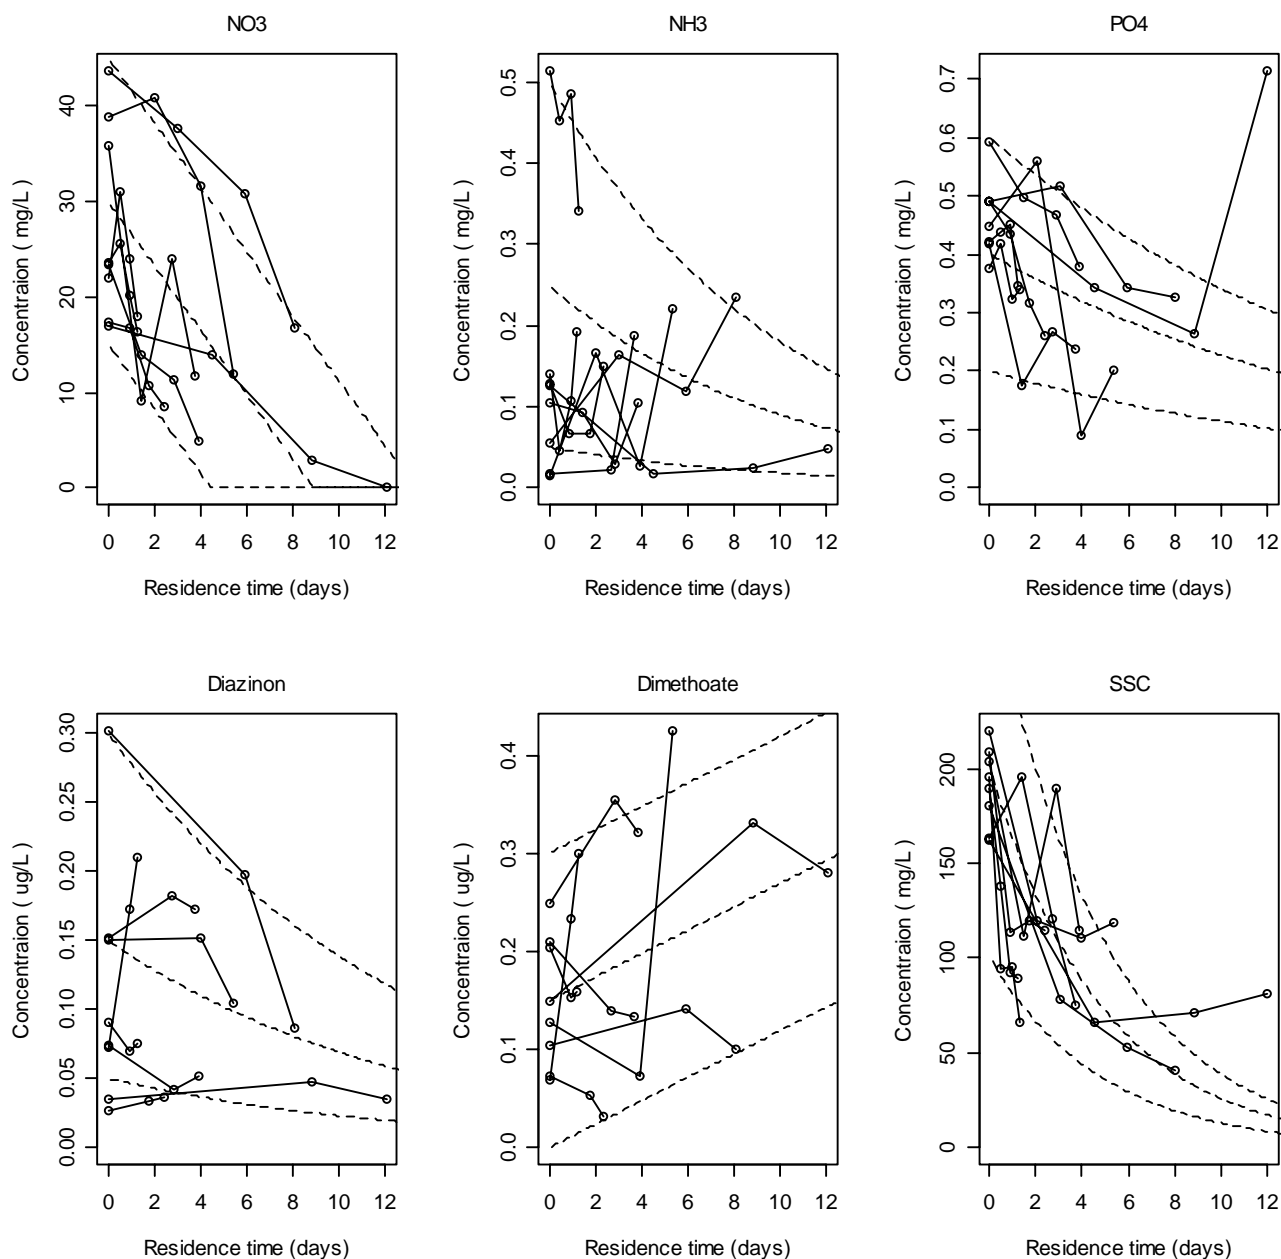 NO3
NH3
PO4
Concentraion ( mg/L )
0 10 20 30 40
0 2 4 6 8 10 12
Residence time (days)
Concentraion ( mg/L )
0.0 0.1 0.2 0.3 0.4 0.5
0 2 4 6 8 10 12
Residence time (days)
Concentraion ( mg/L )
0.0 0.1 0.2 0.3 0.4 0.5 0.6 0.7
0 2 4 6 8 10 12
Residence time (days)
Diazinon
Dimethoate
SSC
Concentraion ( ug/L )
0.00 0.05 0.10 0.15 0.20 0.25 0.30
0 2 4 6 8 10 12
Residence time (days)
Concentraion ( ug/L )
0.0 0.1 0.2 0.3 0.4
0 2 4 6 8 10 12
Residence time (days)
Concentraion ( mg/L )
0 50 100 150 200
0 2 4 6 8 10 12
Residence time (days)